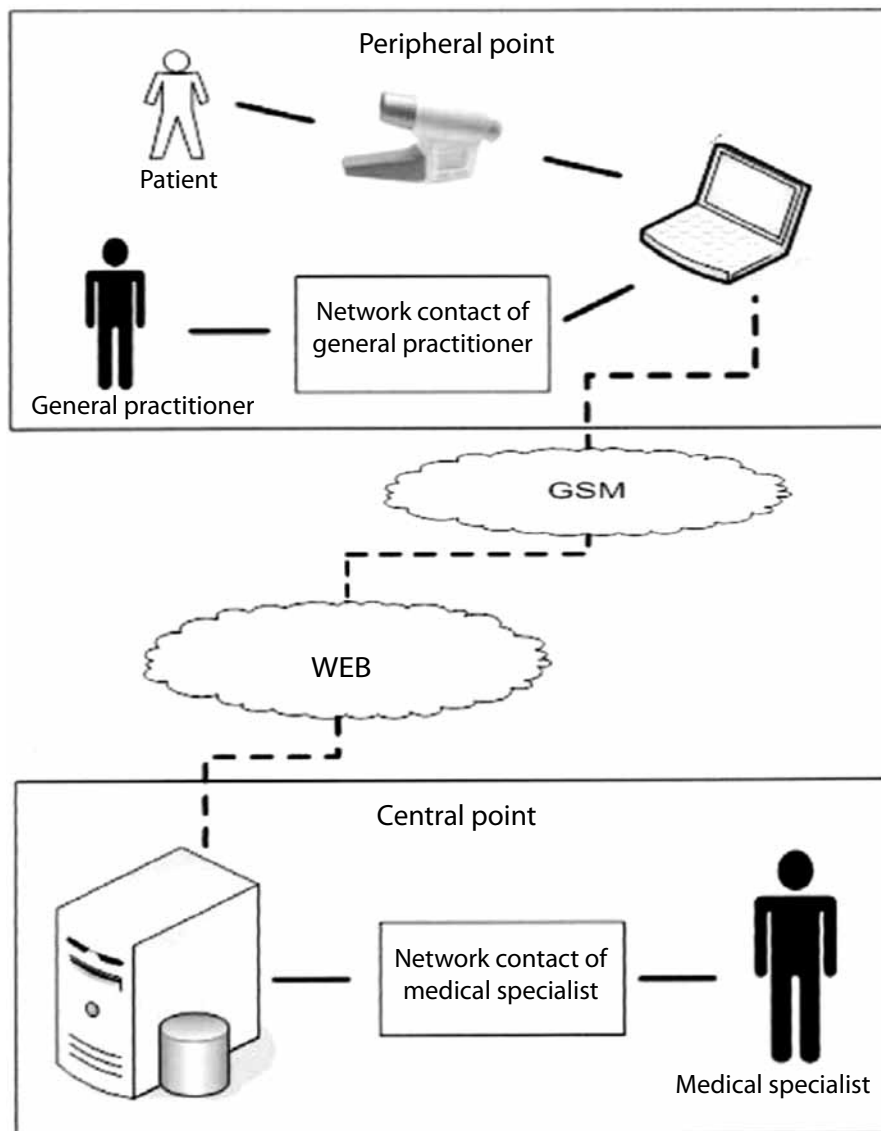 Peripheral point
Patient
Network contact of
general practitioner
General practitioner
GSM
WEB
Central point
Network contact of
medical specialist
Medical specialist